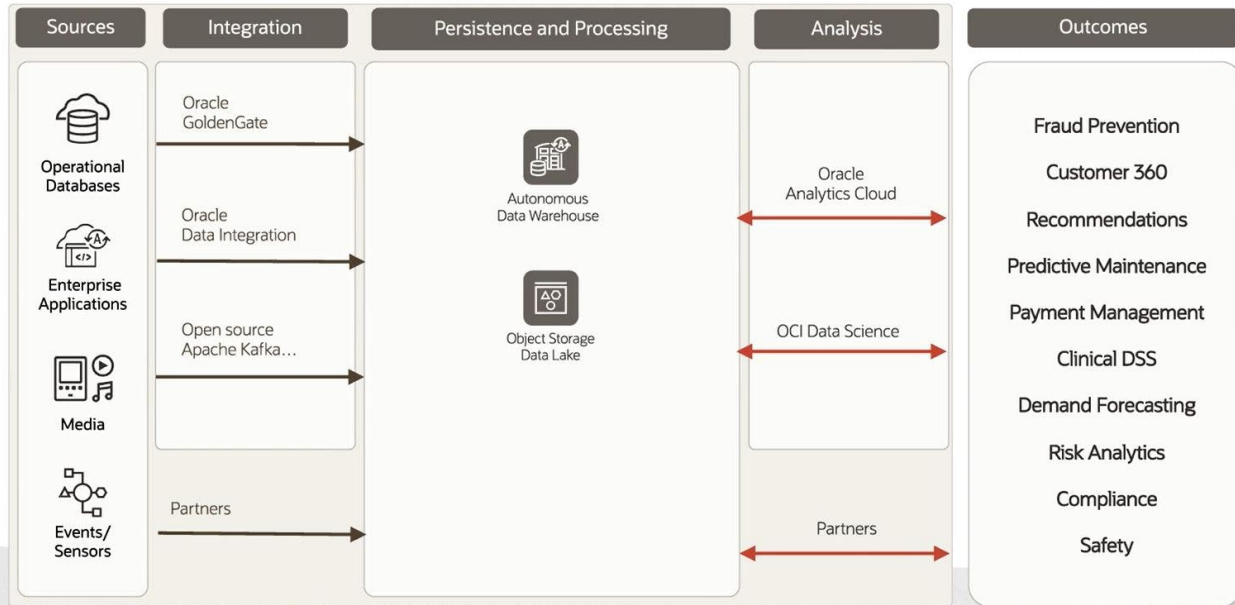 Sources
Integration
Persistence and Processing
Analysis
Outcomes
Operational
Databases
Enterprise
Applications
Media
Events/
Sensors
Oracle
GoldenGate
Oracle
Data Integration
Open source
Apache Kafka...
Partners
Autonomous
Data Warehouse
Object Storage
Data Lake
Oracle
Analytics Cloud
OCI Data Science
Partners
Fraud Prevention
Customer 360
Recommendations
Predictive Maintenance
Payment Management
Clinical DSS
Demand Forecasting
Risk Analytics
Compliance
Safety